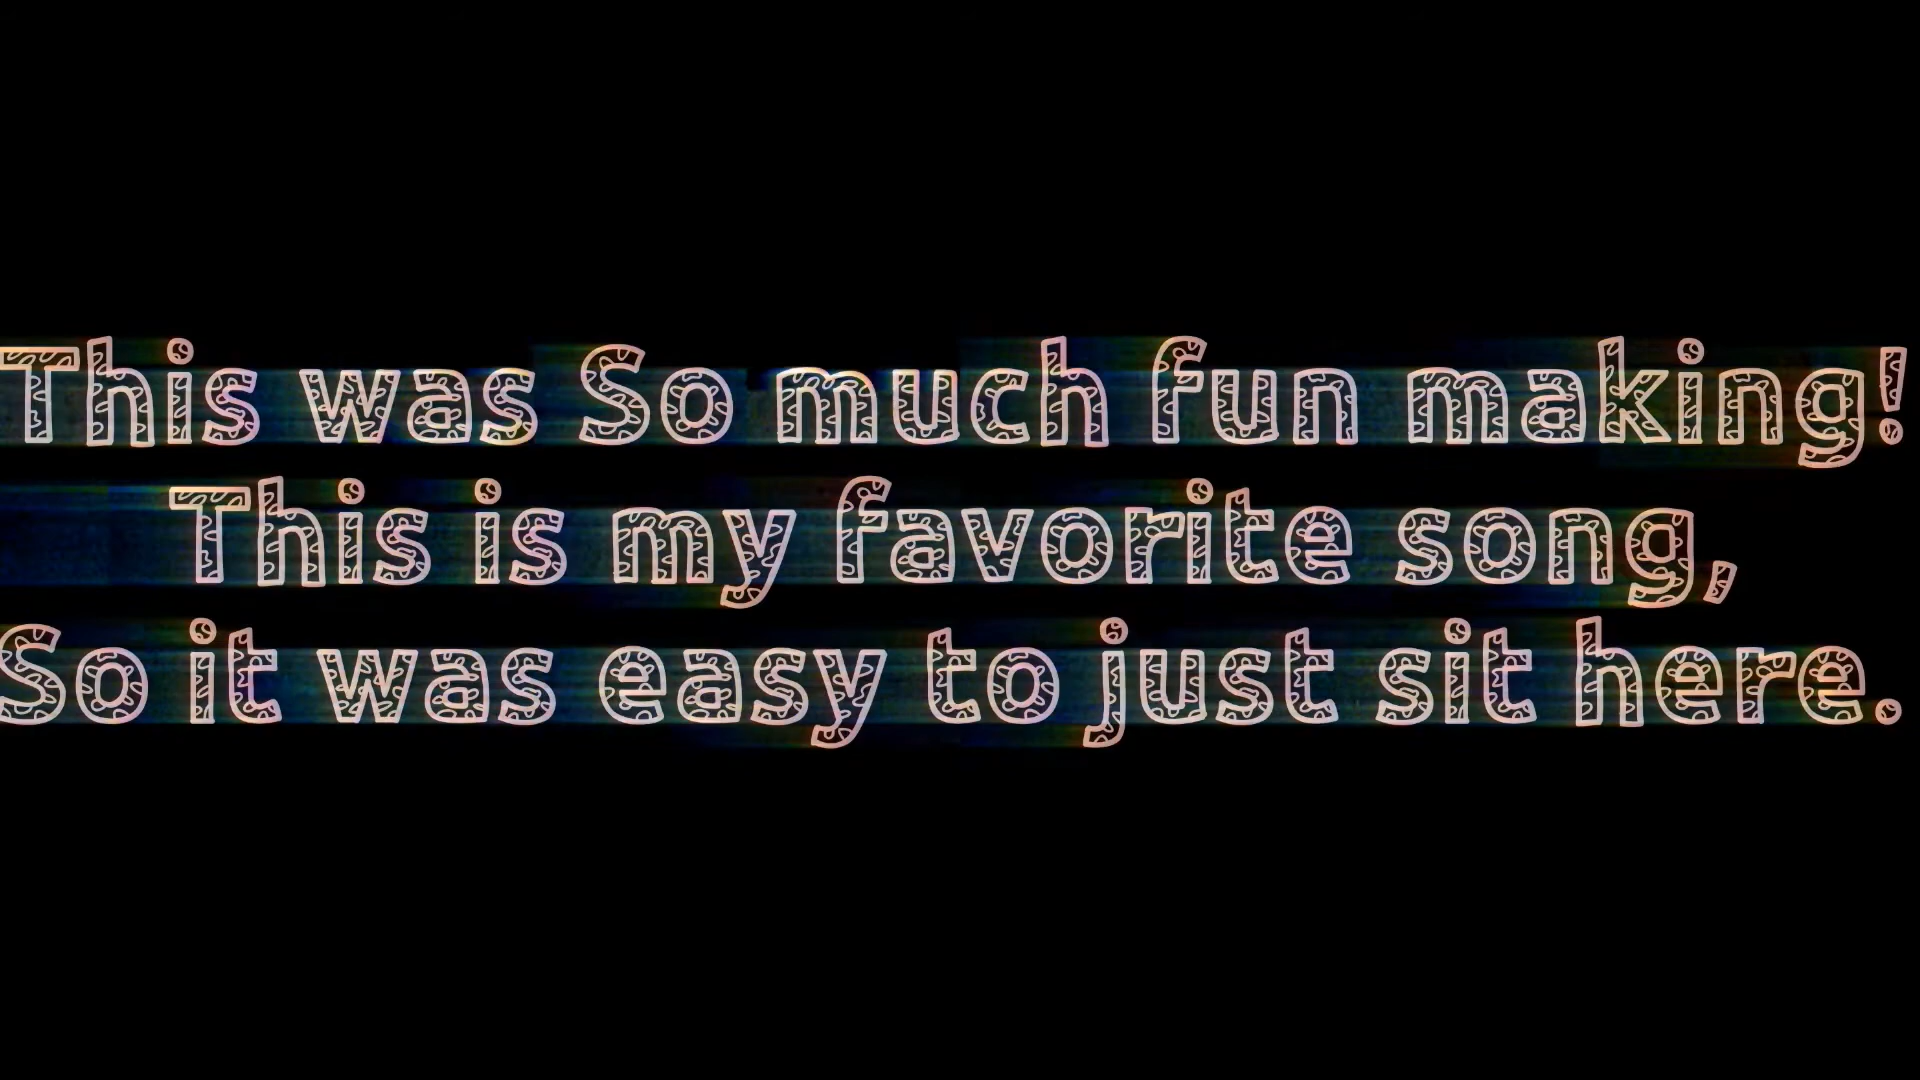 This was So much fun making!
This is my favorite song,
So it was easy to just sit here.